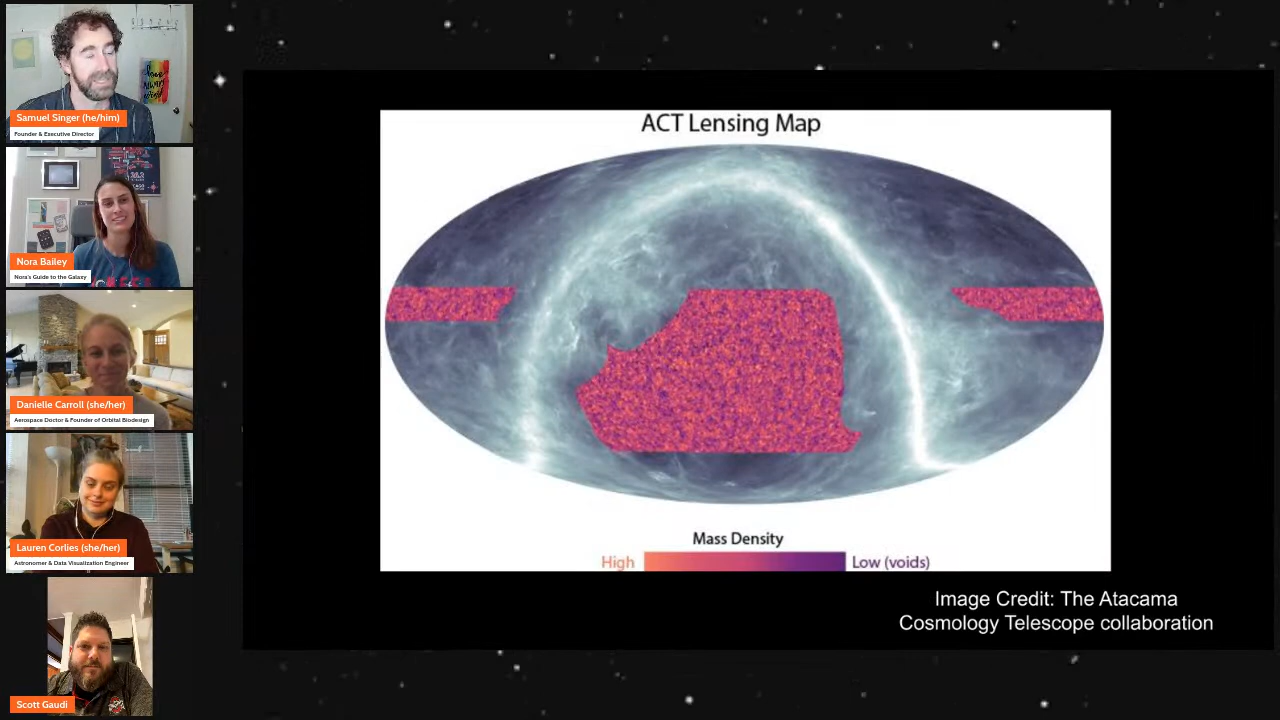 Samuel Singer (he/him)
Founder & Executive Director
Nora Bailey
Nora's Guide to the Galaxy
Danielle Carroll (she/her)
Aerospace Doctor & Founder of Orbital Biodesign
Lauren Corlies (she/her)
Astronomer & Data Visualization Engineer
Scott Gaudi
ACT Lensing Map
Mass Density
High
Low (voids)
Image Credit: The Atacama
Cosmology Telescope collaboration